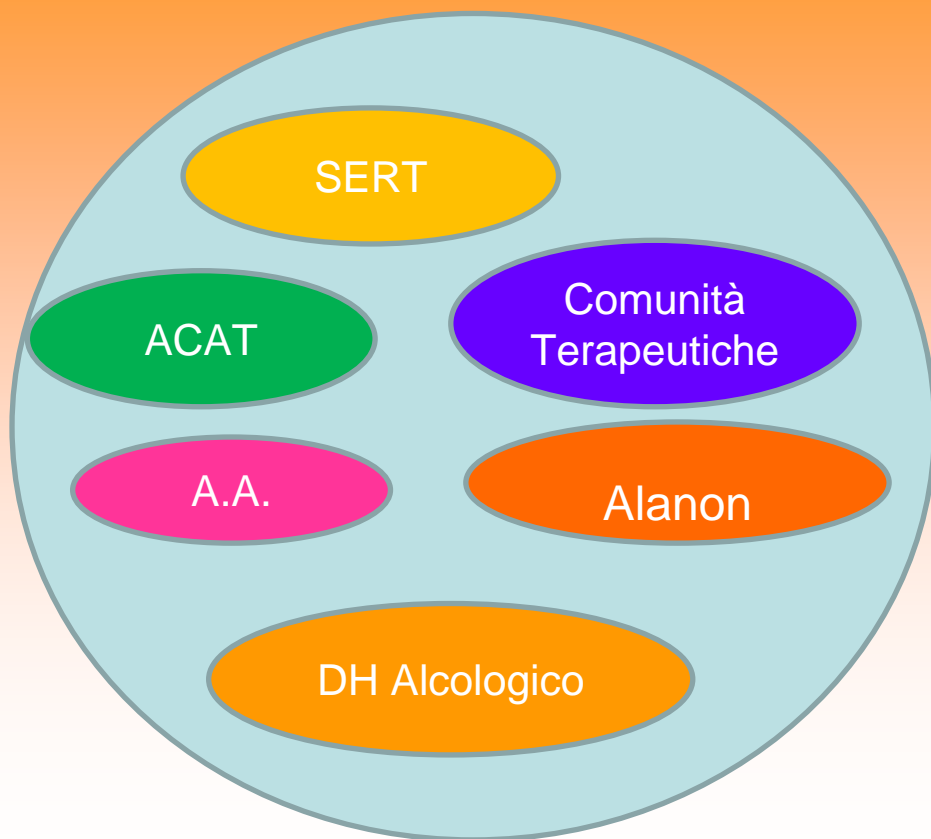 SERT
Comunità
Terapeutiche
ACAT
A.A.
Alanon
DH Alcologico